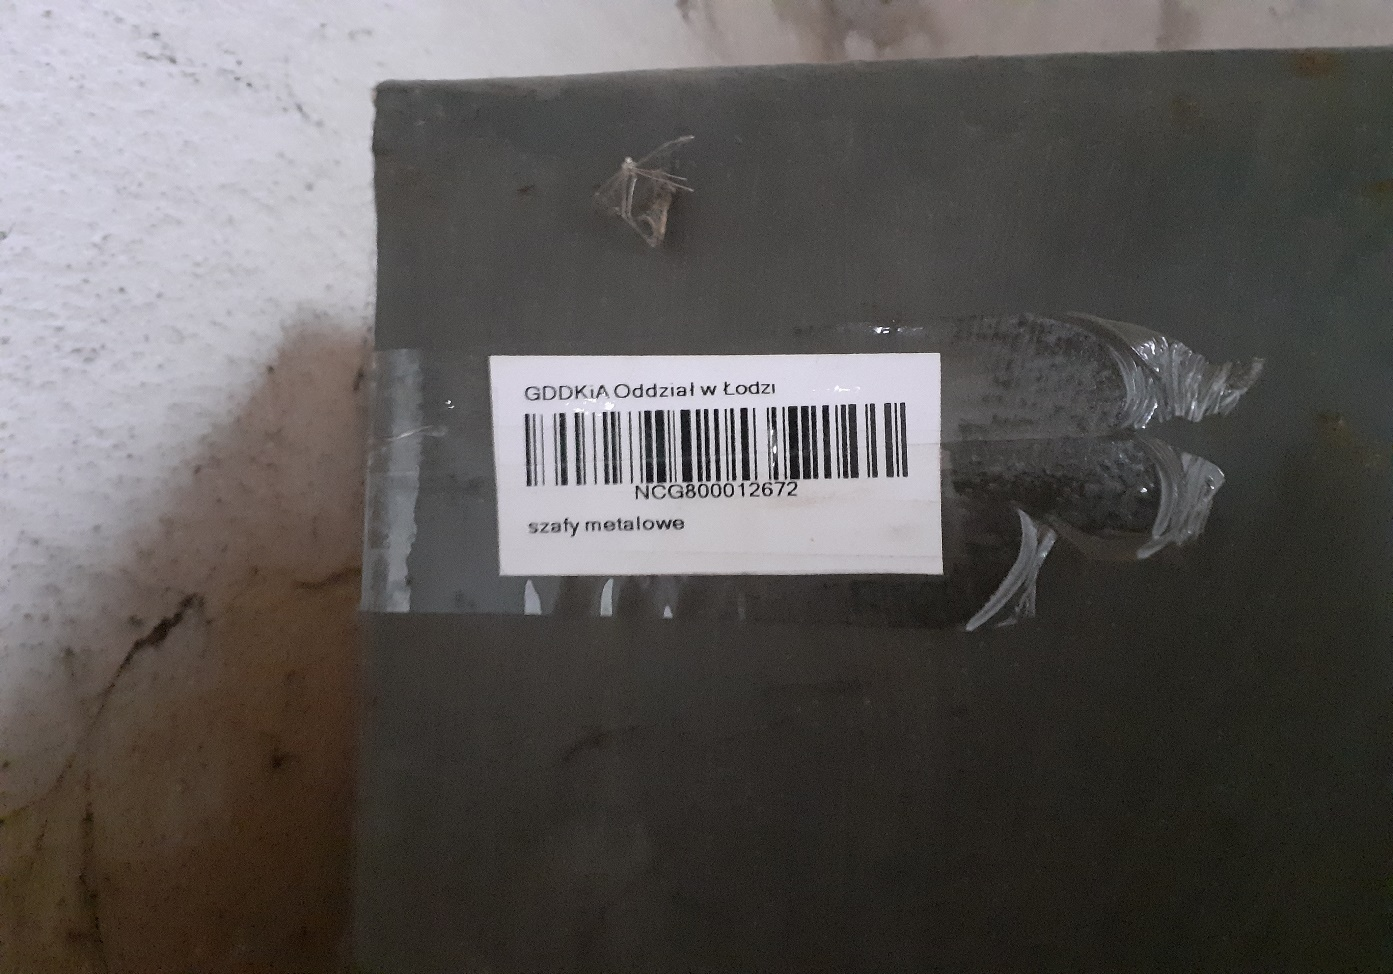 GDDKiA Oddział w Łodzi
NCG800012672
szafy metalowe